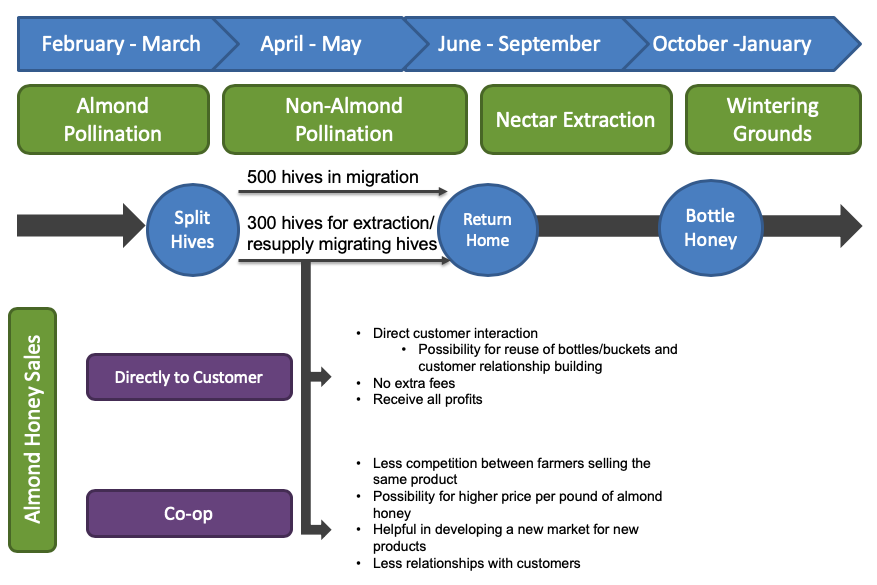 February - March
April - May
June - September
October -January
Almond
Pollination
Non-Almond
Pollination
Nectar Extraction
Wintering
Grounds
500 hives in migration
Split
Hives
300 hives for extraction/
resupply migrating hives
Return
Home
Bottle
Honey
Almond Honey Sales
Directly to Customer
• Direct customer interaction
• Possibility for reuse of bottles/buckets and
customer relationship building
• No extra fees
• Receive all profits
Co-op
• Less competition between farmers selling the
same product
• Possibility for higher price per pound of almond
honey
• Helpful in developing a new market for new
products
• Less relationships with customers